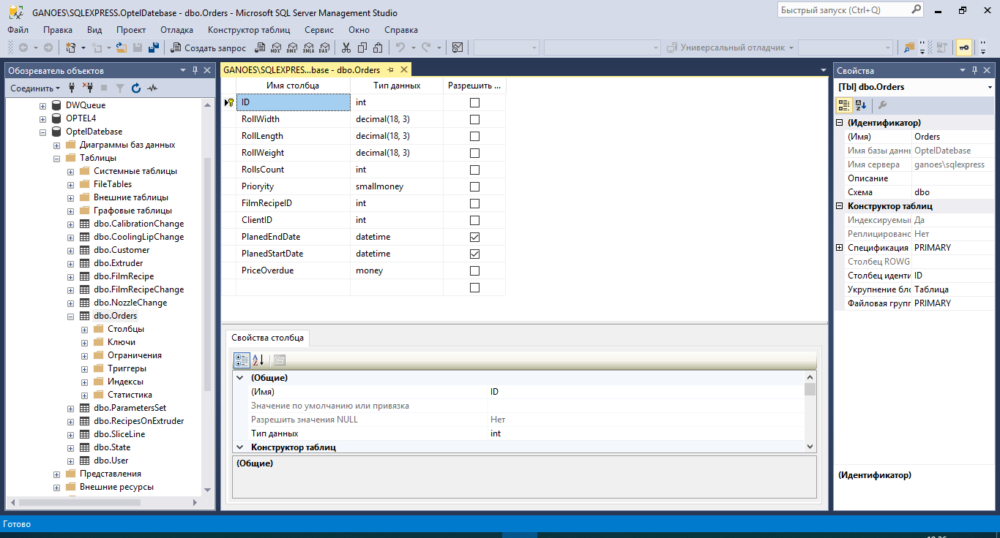 GANOES\SQLEXPRESS.OptelDatebase - dbo.Orders - Microsoft SQL Server Management Studio
Быстрый запуск (Ctrl+Q)
Файл Правка Вид Проект Отладка Конструктор таблиц Сервис Окно Справка
Создать запрос MDX DMX XMLA DAX Универсальный отладчик
Обозреватель объектов
Соединить
DWQueue
OPTEL4
OptelDatebase
Диаграммы баз данных
Таблицы
Системные таблицы
FileTables
Внешние таблицы
Графовые таблицы
dbo.CalibrationChange
dbo.CoolingLipChange
dbo.Customer
dbo.Extruder
dbo.FilmRecipe
dbo.FilmRecipeChange
dbo.NozzleChange
dbo.Orders
Столбцы
Ключи
Ограничения
Триггеры
Индексы
Статистика
dbo.ParametersSet
dbo.RecipesOnExtruder
dbo.SliceLine
dbo.State
dbo.User
Представления
Внешние ресурсы
GANOES\SQLEXPRES...base - dbo.Orders
Имя столбца Тип данных Разрешить ...
ID int
RollWidth decimal(18, 3)
RollLength decimal(18, 3)
RollWeight decimal(18, 3)
RollsCount int
Prioryity smallmoney
FilmRecipeID int
ClientID int
PlanedEndDate datetime
PlanedStartDate datetime
PriceOverdue money
Свойства столбца
(Общие)
(Имя) ID
Значение по умолчанию или привязка
Разрешить значения NULL Нет
Тип данных int
Конструктор таблиц
(Общие)
Свойства
[Tbl] dbo.Orders
(Идентификатор)
(Имя) Orders
Имя базы данн OptelDatebase
Имя сервера ganoes\sqlexpress
Описание
Схема dbo
Конструктор таблиц
Индексируемы Да
Реплицирован Нет
Спецификация PRIMARY
Столбец ROWG
Столбец иденти ID
Укрупнение бло Таблица
Файловая групп PRIMARY
(Идентификатор)
Готово